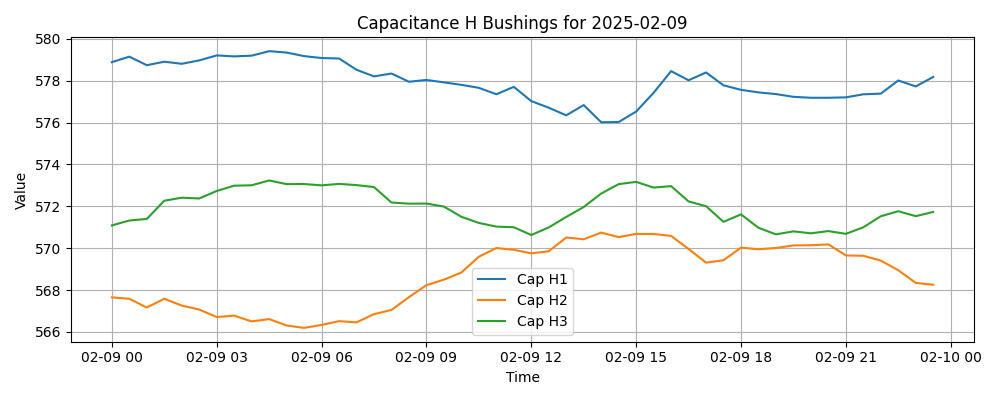 Capacitance H Bushings for 2025-02-09
580
578
576
574
572
570
568
566
Value
Cap H1
Cap H2
Cap H3
02-09 00 02-09 03 02-09 06 02-09 09 02-09 12 02-09 15 02-09 18 02-09 21 02-10 00
Time